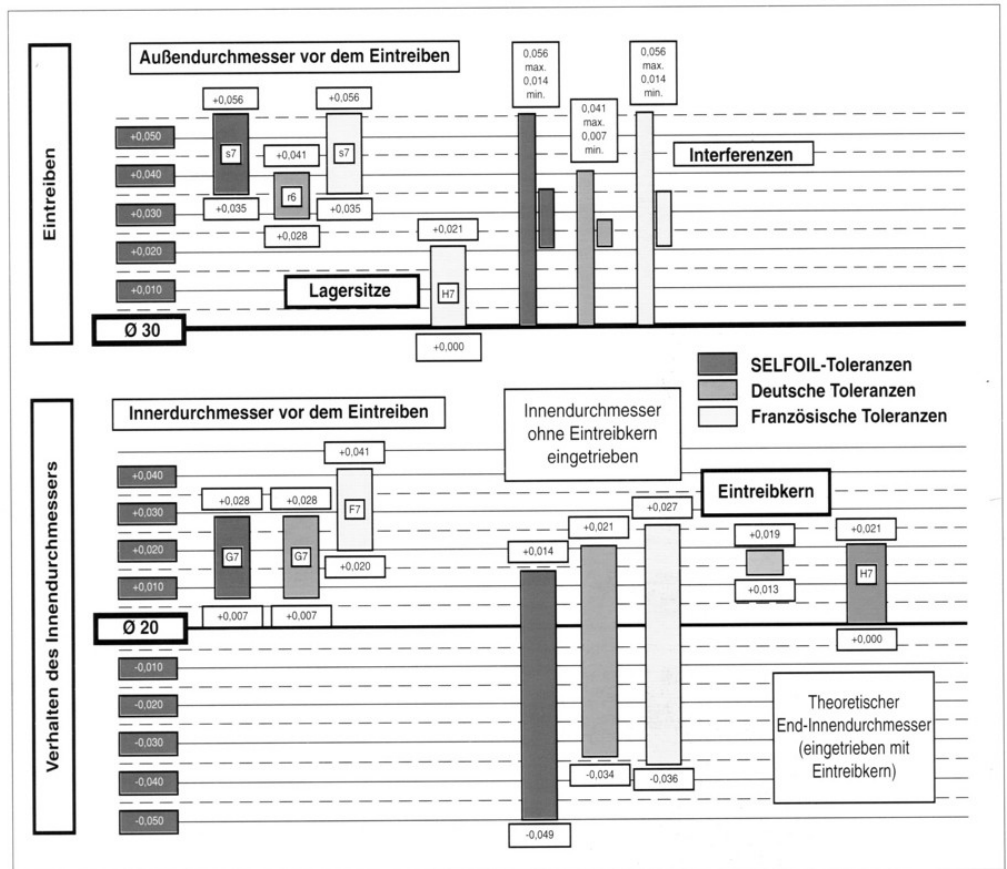 Eintreiben
Außendurchmesser vor dem Eintreiben
+0,056
+0,056
0,056
max.
0,014
min.
0,056
max.
0,014
min.
0,041
max.
0,007
min.
Interferenzen
+0,050
+0,040
+0,030
+0,020
+0,010
s7
+0,041
s7
r6
+0,035
+0,028
+0,035
+0,021
Lagersitze
H7
Ø 30
+0,000
SELFOIL-Toleranzen
Deutsche Toleranzen
Französische Toleranzen
Verhalten des Innendurchmessers
Innerdurchmesser vor dem Eintreiben
Innendurchmesser
ohne Eintreibkern
eingetrieben
+0,041
+0,040
+0,030
+0,020
+0,010
+0,028
+0,028
F7
G7
G7
+0,020
+0,007
+0,007
+0,014
+0,021
+0,027
Eintreibkern
+0,019
+0,013
+0,021
H7
+0,000
Ø 20
-0,010
-0,020
-0,030
-0,040
-0.050
-0,034
-0,036
-0,049
Theoretischer
End-Innendurchmesser
(eingetrieben mit
Eintreibkern)